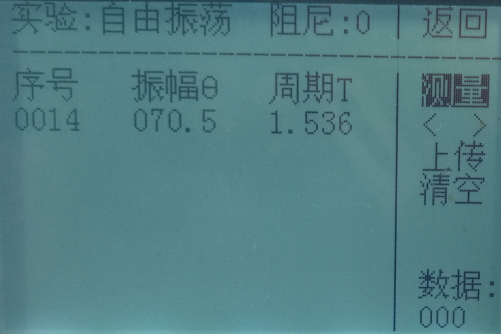 实验:自由振荡 阻尼:0 返回
序号 振幅θ 周期T 测量
0014 070.5 1.536 < >
上传
清空
数据:
000